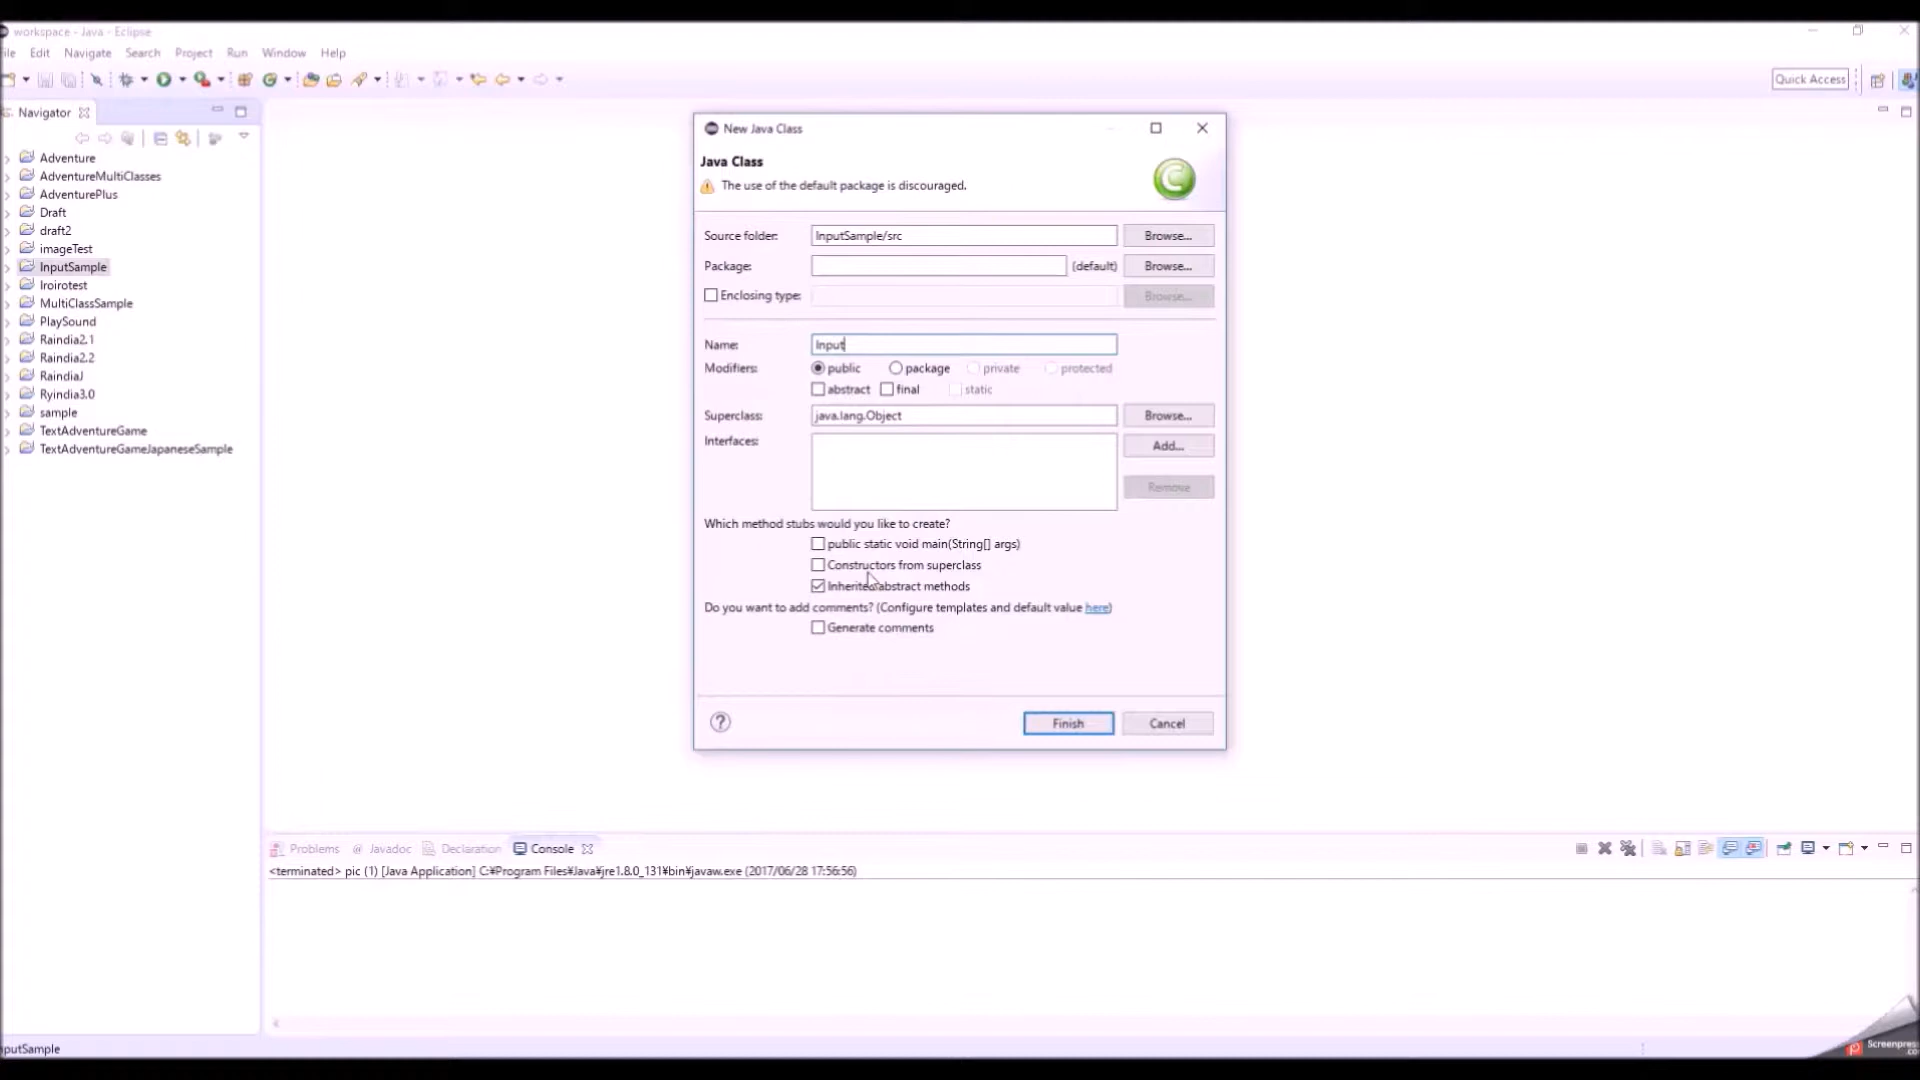 workspace - Java - Eclipse
ile Edit Navigate Search Project Run Window Help
Quick Access
Navigator
Adventure
AdventureMultiClasses
AdventurePlus
Draft
draft2
imageTest
InputSample
Iroirotest
MultiClassSample
PlaySound
Raindia2.1
Raindia2.2
RaindiaJ
Ryindia3.0
sample
TextAdventureGame
TextAdventureGameJapaneseSample
New Java Class
Java Class
The use of the default package is discouraged.
Source folder: InputSample/src Browse...
Package: (default) Browse...
Enclosing type: Browse...
Name: Input
Modifiers: public package private protected
abstract final static
Superclass: java.lang.Object Browse...
Interfaces: Add...
Remove
Which method stubs would you like to create?
public static void main(String[] args)
Constructors from superclass
Inherited abstract methods
Do you want to add comments? (Configure templates and default value here)
Generate comments
Finish Cancel
Problems @ Javadoc Declaration Console
<terminated> pic (1) [Java Application] C:¥Program Files¥Java¥jre1.8.0_131¥bin¥javaw.exe (2017/06/28 17:56:56)
nputSample
Screenpres
.co